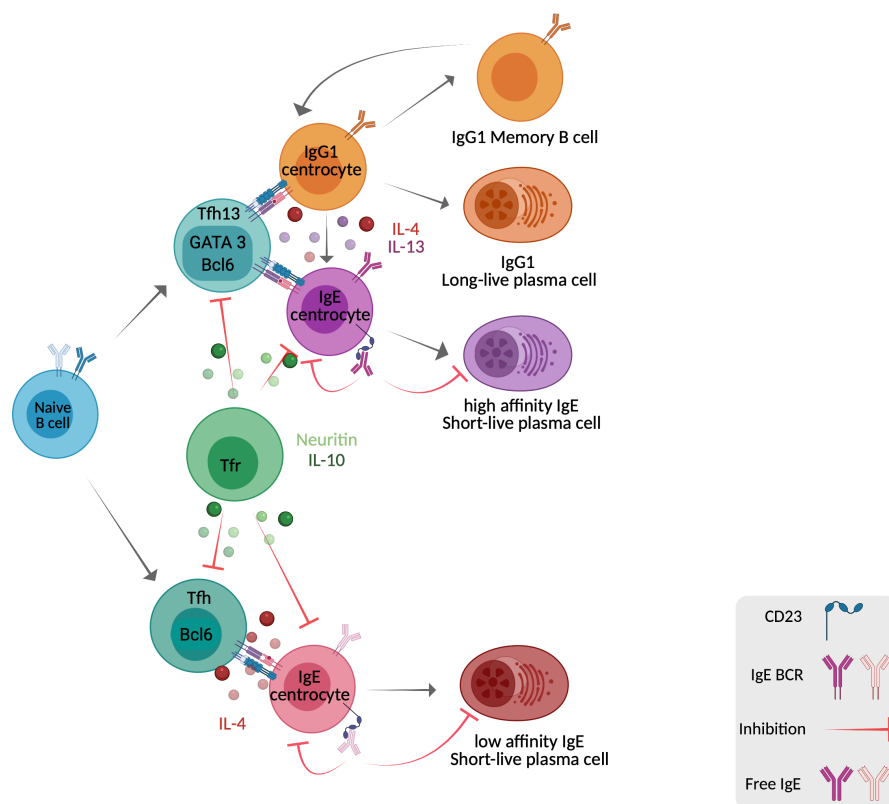 IgG1 Memory B cell
IgG1
centrocyte
Tfh13
GATA 3
Bcl6
IL-4
IL-13
IgG1
Long-live plasma cell
IgE
centrocyte
Naive
B cell
high affinity IgE
Short-live plasma cell
Tfr
Neuritin
IL-10
Tfh
Bcl6
IgE
centrocyte
IL-4
low affinity IgE
Short-live plasma cell
CD23
IgE BCR
Inhibition
Free IgE